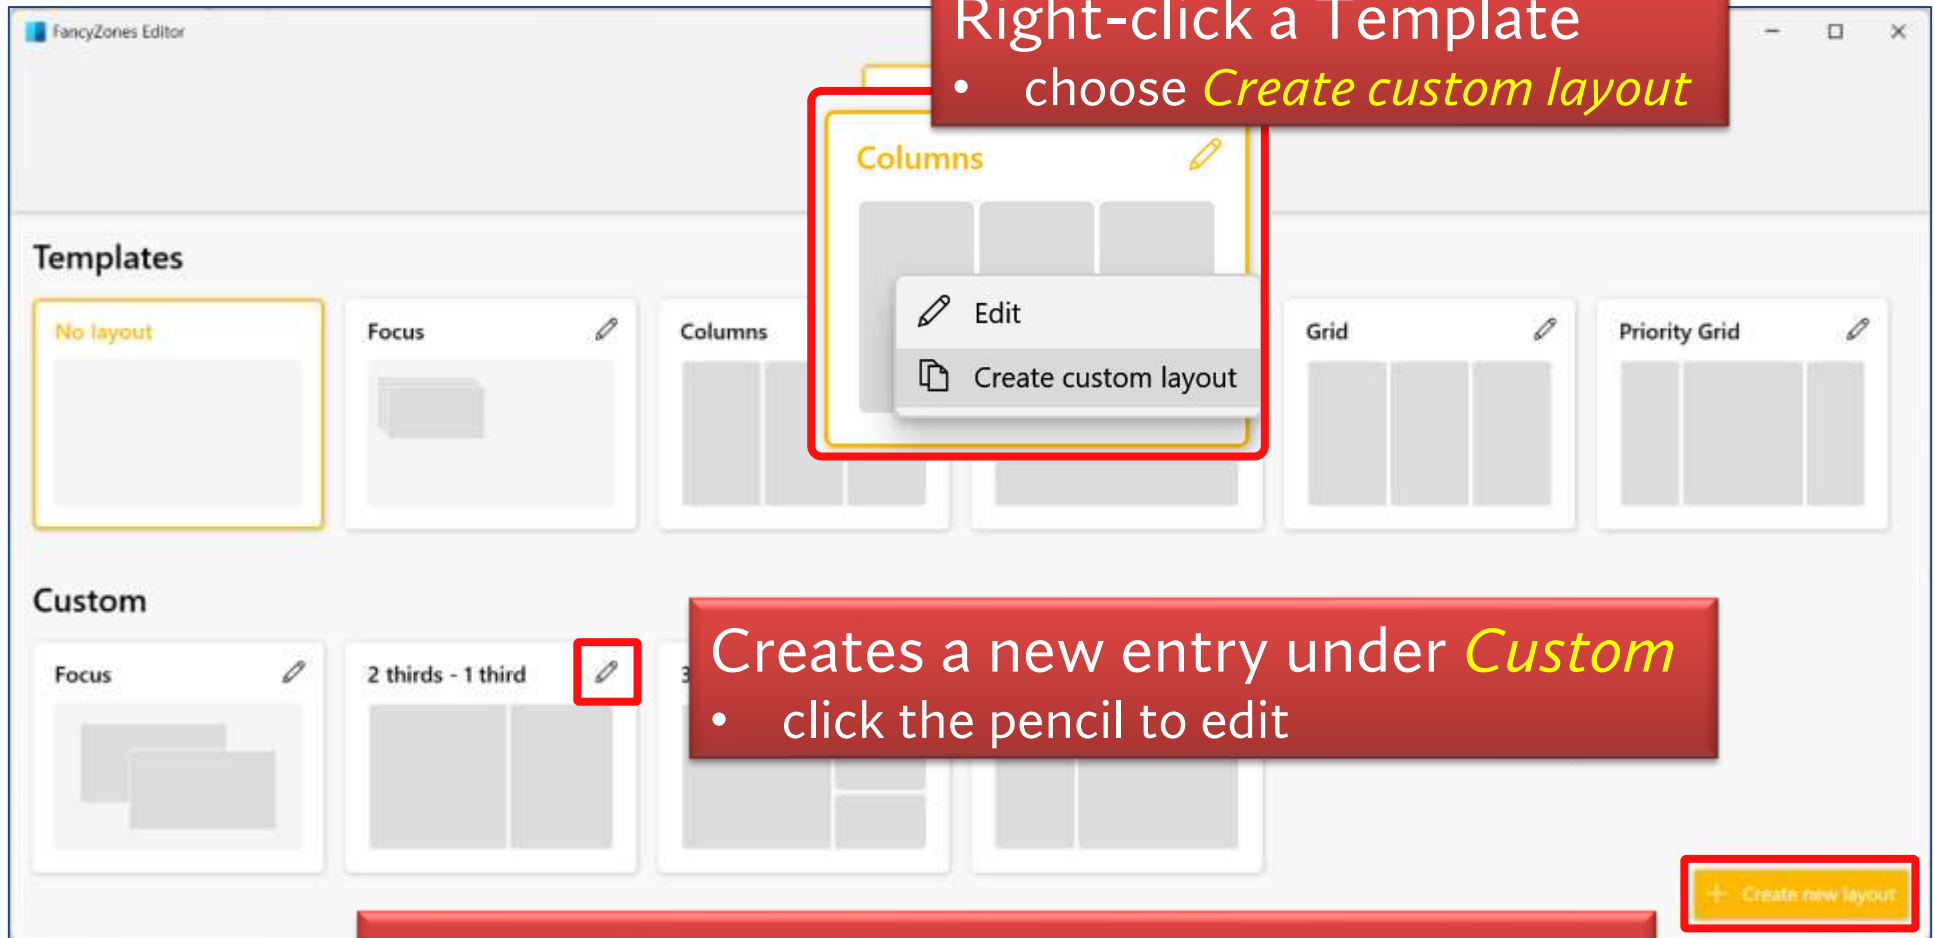 FancyZones Editor
Right-click a Template
• choose Create custom layout
Columns
Edit
Create custom layout
Templates
No layout
Focus
Columns
Grid
Priority Grid
Custom
Focus
2 thirds - 1 third
Creates a new entry under Custom
• click the pencil to edit
+ Create new layout